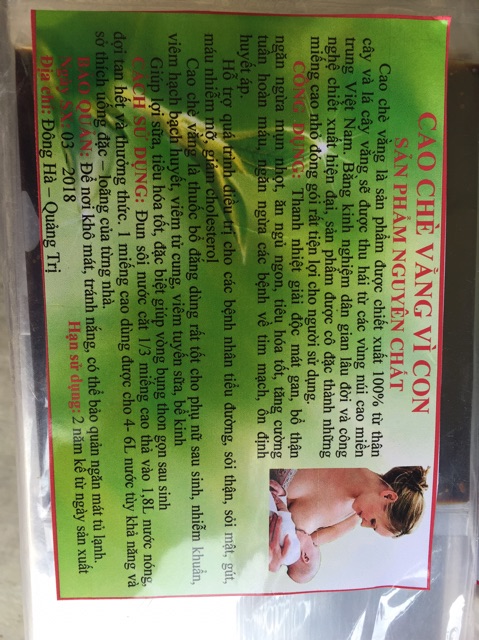 CAO CHÈ VẰNG VÌ CON
SẢN PHẨM NGUYÊN CHẤT
Cao chè vằng là sản phẩm được chiết xuất 100% từ thân
cây và lá cây vằng sẽ được thu hái từ các vùng núi cao miền
trung Việt Nam. Bằng kinh nghiệm dân gian lâu đời và công
nghệ chiết xuất hiện đại, sản phẩm được cô đặc thành những
miếng cao nhỏ đóng gói rất tiện lợi cho người sử dụng.
CÔNG DỤNG: Thanh nhiệt giải độc mát gan, bổ thận
ngăn ngừa mụn nhọt, ăn ngủ ngon, tiêu hóa tốt, tăng cường
tuần hoàn máu, ngăn ngừa các bệnh về tim mạch, ổn định
huyết áp.
Hỗ trợ quá trình điều trị cho các bệnh nhân tiểu đường, sỏi thận, sỏi mật, gút,
máu nhiễm mỡ, giảm cholesterol
Cao chè vằng là thuốc bổ đắng dùng rất tốt cho phụ nữ sau sinh, nhiễm khuẩn,
viêm hạch bạch huyết, viêm tử cung, viêm tuyến sữa, bế kinh
Giúp lợi sữa, tiêu hóa tốt, đặc biệt giúp vòng bụng thon gọn sau sinh
CÁCH SỬ DỤNG: Đun sôi nước cắt 1/3 miếng cao thả vào 1,8L nước nóng,
đợi tan hết và thưởng thức. 1 miếng cao dùng được cho 4- 6L nước tùy khả năng và
sở thích uống đặc – loãng của từng nhà.
BẢO QUẢN: Để nơi khô mát, tránh nắng, có thể bảo quản ngăn mát tủ lạnh.
Ngày SX: 03 - 2018 Hạn sử dụng: 2 năm kể từ ngày sản xuất
Địa chỉ: Đông Hà – Quảng Trị